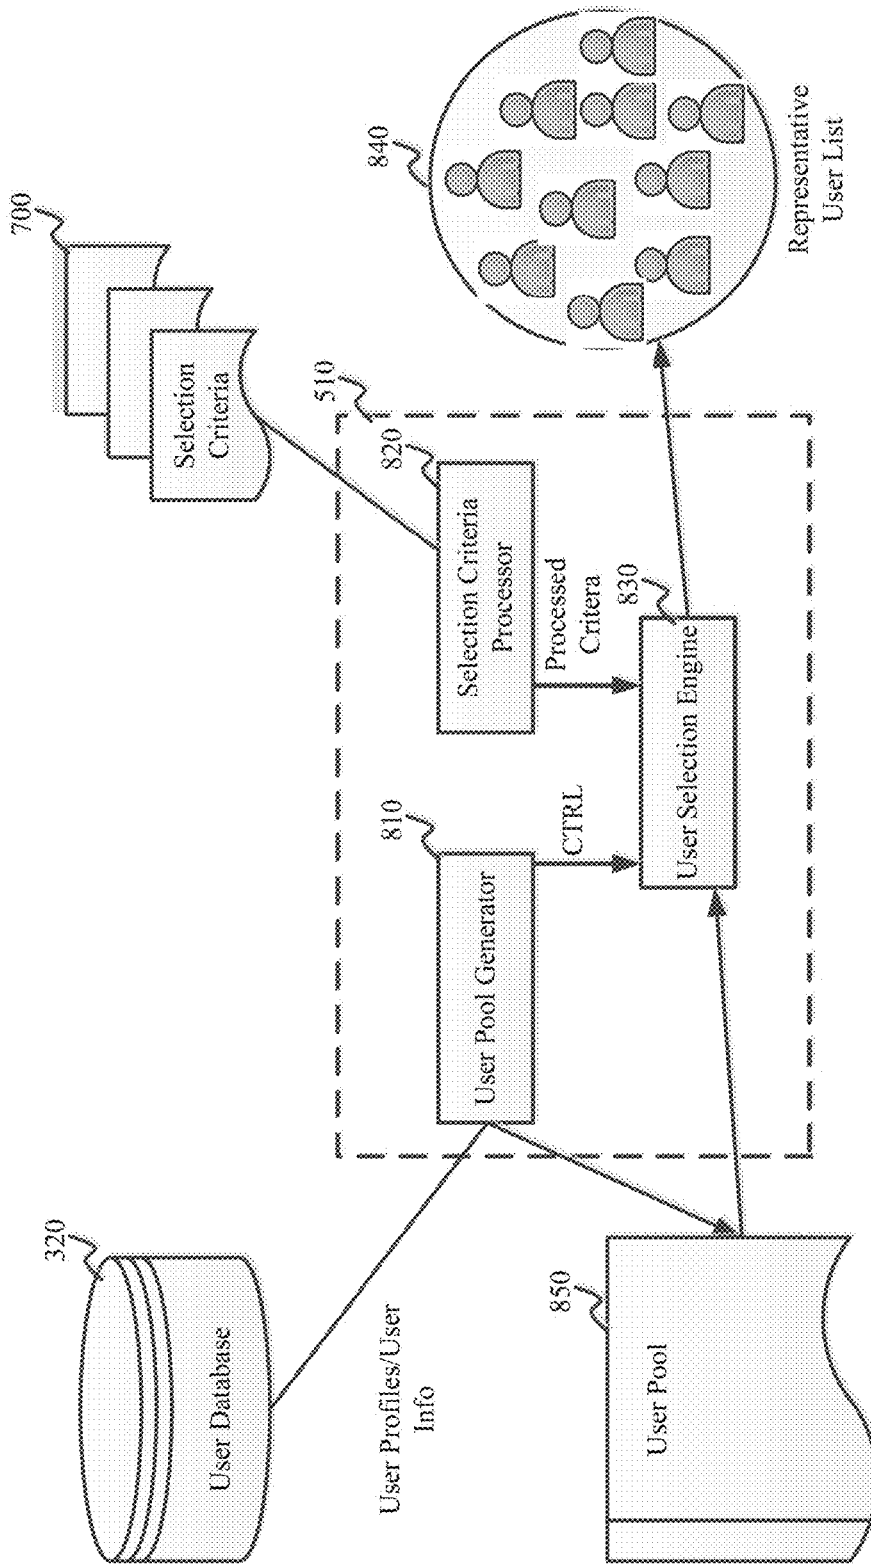 320
User Database
User Profiles/User
Info
850
User Pool
700
Selection
Criteria
510
810
User Pool Generator
CTRL
820
Selection Criteria
Processor
Processed
Critera
830
User Selection Engine
840
Representative
User List